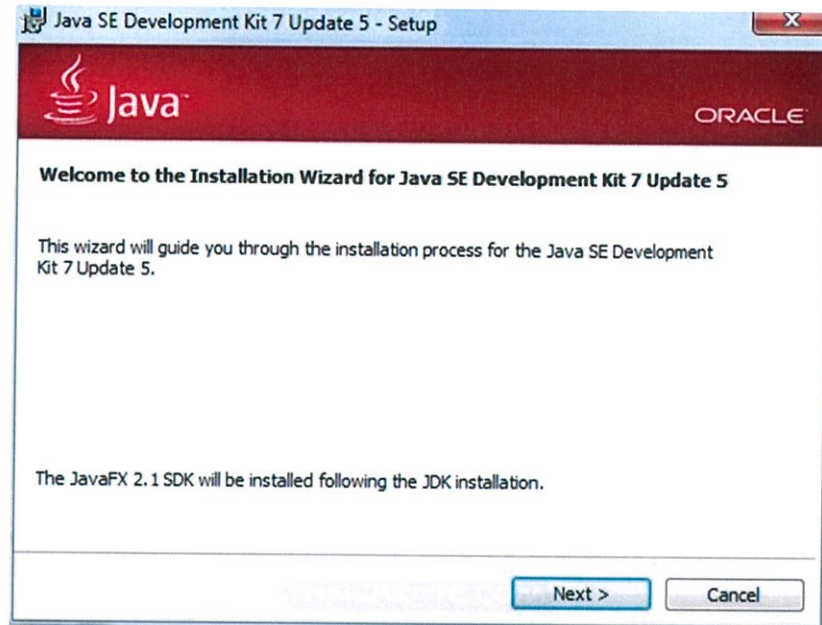 Java SE Development Kit 7 Update 5 - Setup
Java
ORACLE
Welcome to the Installation Wizard for Java SE Development Kit 7 Update 5
This wizard will guide you through the installation process for the Java SE Development
Kit 7 Update 5.
The JavaFX 2.1 SDK will be installed following the JDK installation.
Next >
Cancel